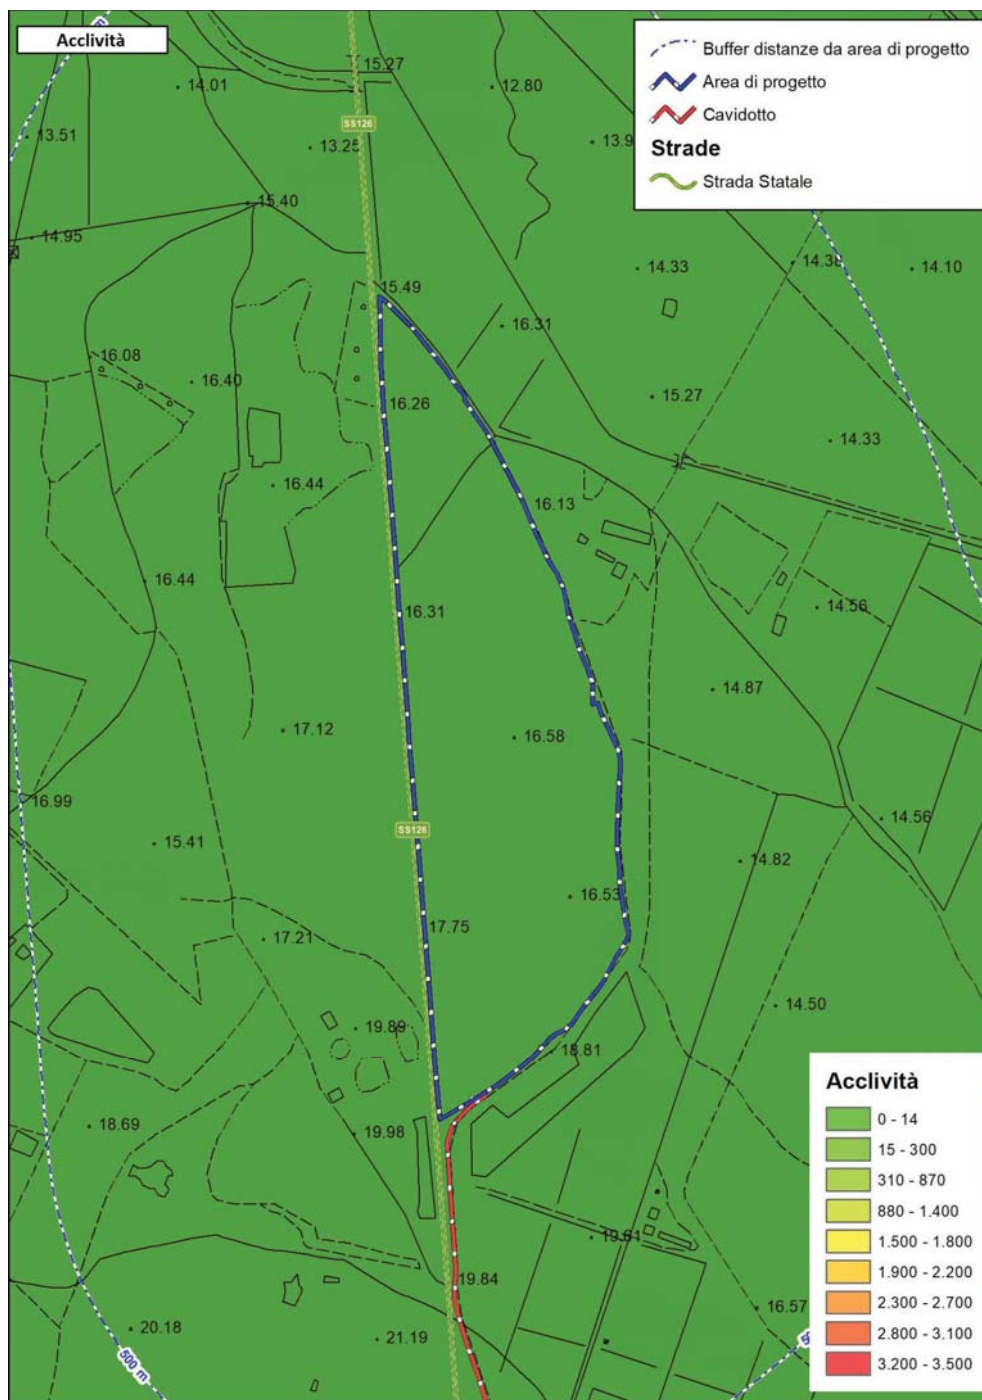 Acclività
Buffer distanze da area di progetto
Area di progetto
Cavidotto
Strade
Strada Statale
15.27
14.01
12.80
SS126
13.51
13.25
13.9
15.40
14.95
14.38
14.33
14.10
15.49
16.31
16.08
16.40
16.26
15.27
14.33
16.44
16.13
16.44
16.31
14.56
14.87
17.12
16.58
16.99
14.56
SS126
15.41
14.82
16.53
17.75
17.21
14.50
19.89
18.81
18.69
19.98
19.61
19.84
16.57
20.18
21.19
500 m
Acclività
0 - 14
15 - 300
310 - 870
880 - 1.400
1.500 - 1.800
1.900 - 2.200
2.300 - 2.700
2.800 - 3.100
3.200 - 3.500